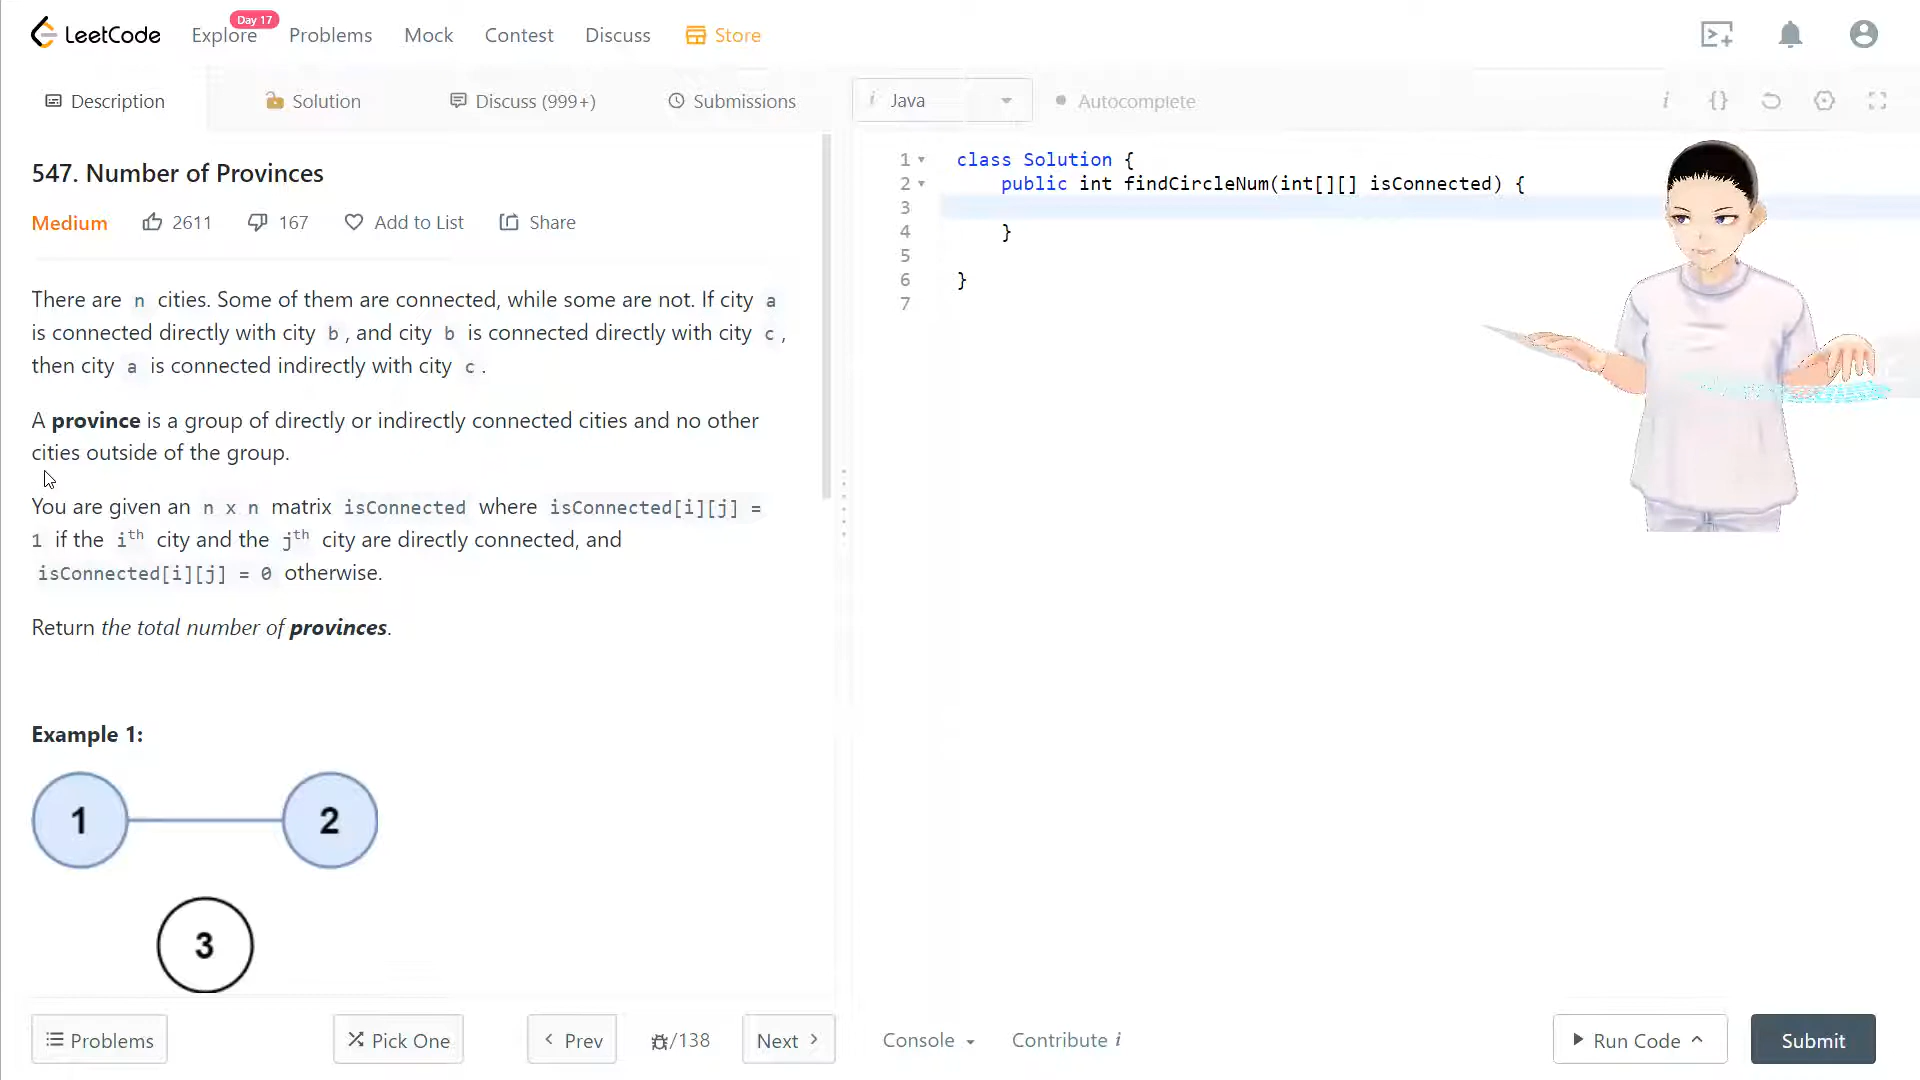 LeetCode
Explore
Day 17
Problems
Mock
Contest
Discuss
Store
Description
Solution
Discuss (999+)
Submissions
547. Number of Provinces
Medium
2611
167
Add to List
Share
There are n cities. Some of them are connected, while some are not. If city a
is connected directly with city b, and city b is connected directly with city c,
then city a is connected indirectly with city c.
A province is a group of directly or indirectly connected cities and no other
cities outside of the group.
You are given an n x n matrix isConnected where isConnected[i][j] =
1 if the ith city and the jth city are directly connected, and
isConnected[i][j] = 0 otherwise.
Return the total number of provinces.
Example 1:
1
2
3
Problems
Pick One
Prev
/138
Next
i Java
Autocomplete
i {}
1 class Solution {
2 public int findCircleNum(int[][] isConnected) {
3
4 }
5
6 }
7
Console
Contribute i
Run Code
Submit